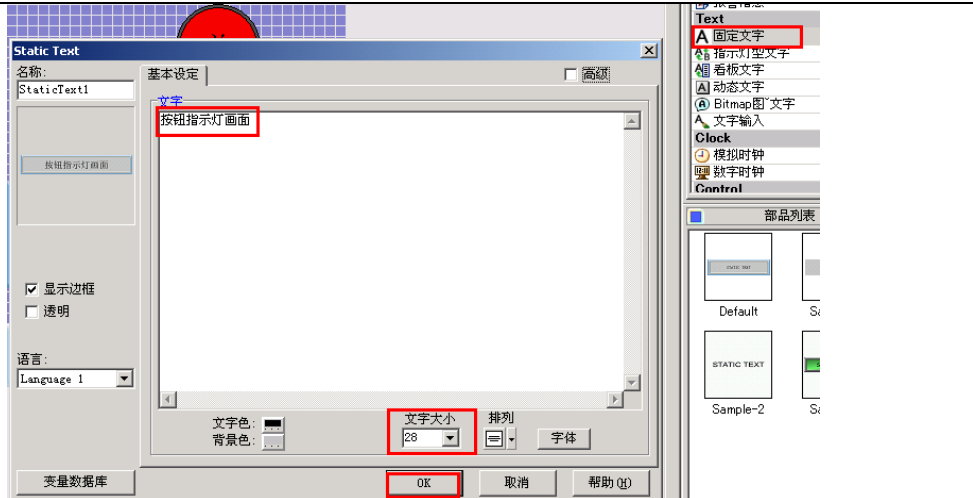 Text
A 固定文字
指示灯型文字
看板文字
A 动态文字
Bitmap图˜文字
A 文字输入
Clock
模拟时钟
数字时钟
Control
部品列表
STATIC TEXT
Default
STATIC TEXT
Sample-2
Static Text
名称:
StaticText1
按钮指示灯画面
显示边框
透明
语言:
Language 1
变量数据库
基本设定
高级
文字
按钮指示灯画面
文字色: ...
背景色: ...
文字大小
28
排列
字体
OK
取消
帮助(H)